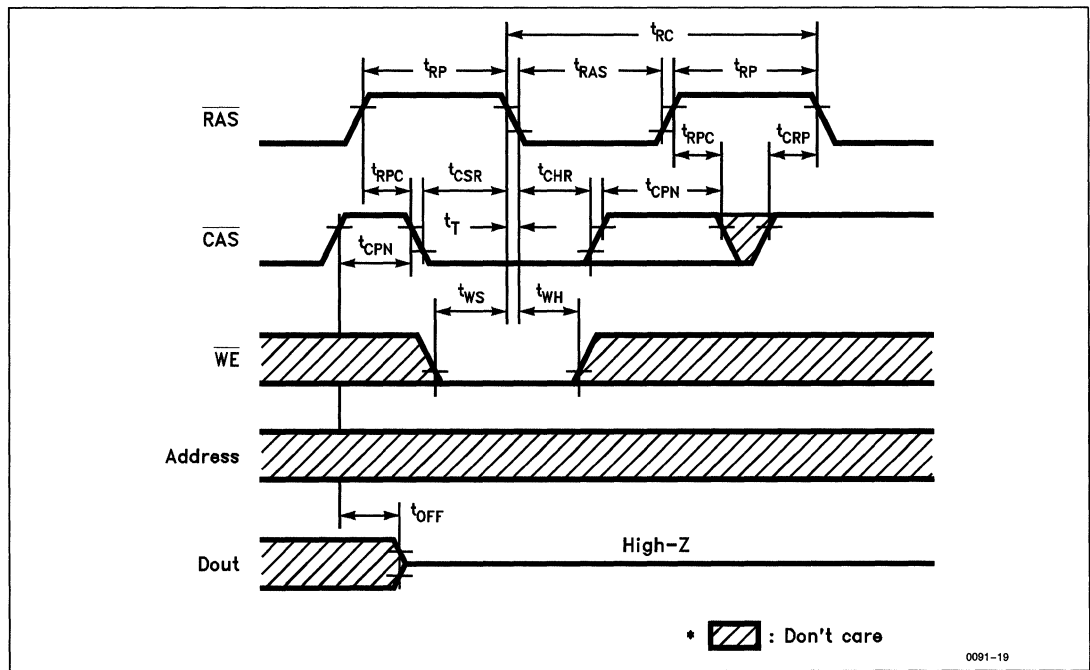 tRC
tRP tRAS tRP
RAS
tRPC tCRP
tRPC tCSR tCHR tCPN
tT
CAS
tCPN
tWS tWH
WE
Address
tOFF
High-Z
Dout
* : Don't care
0091-19